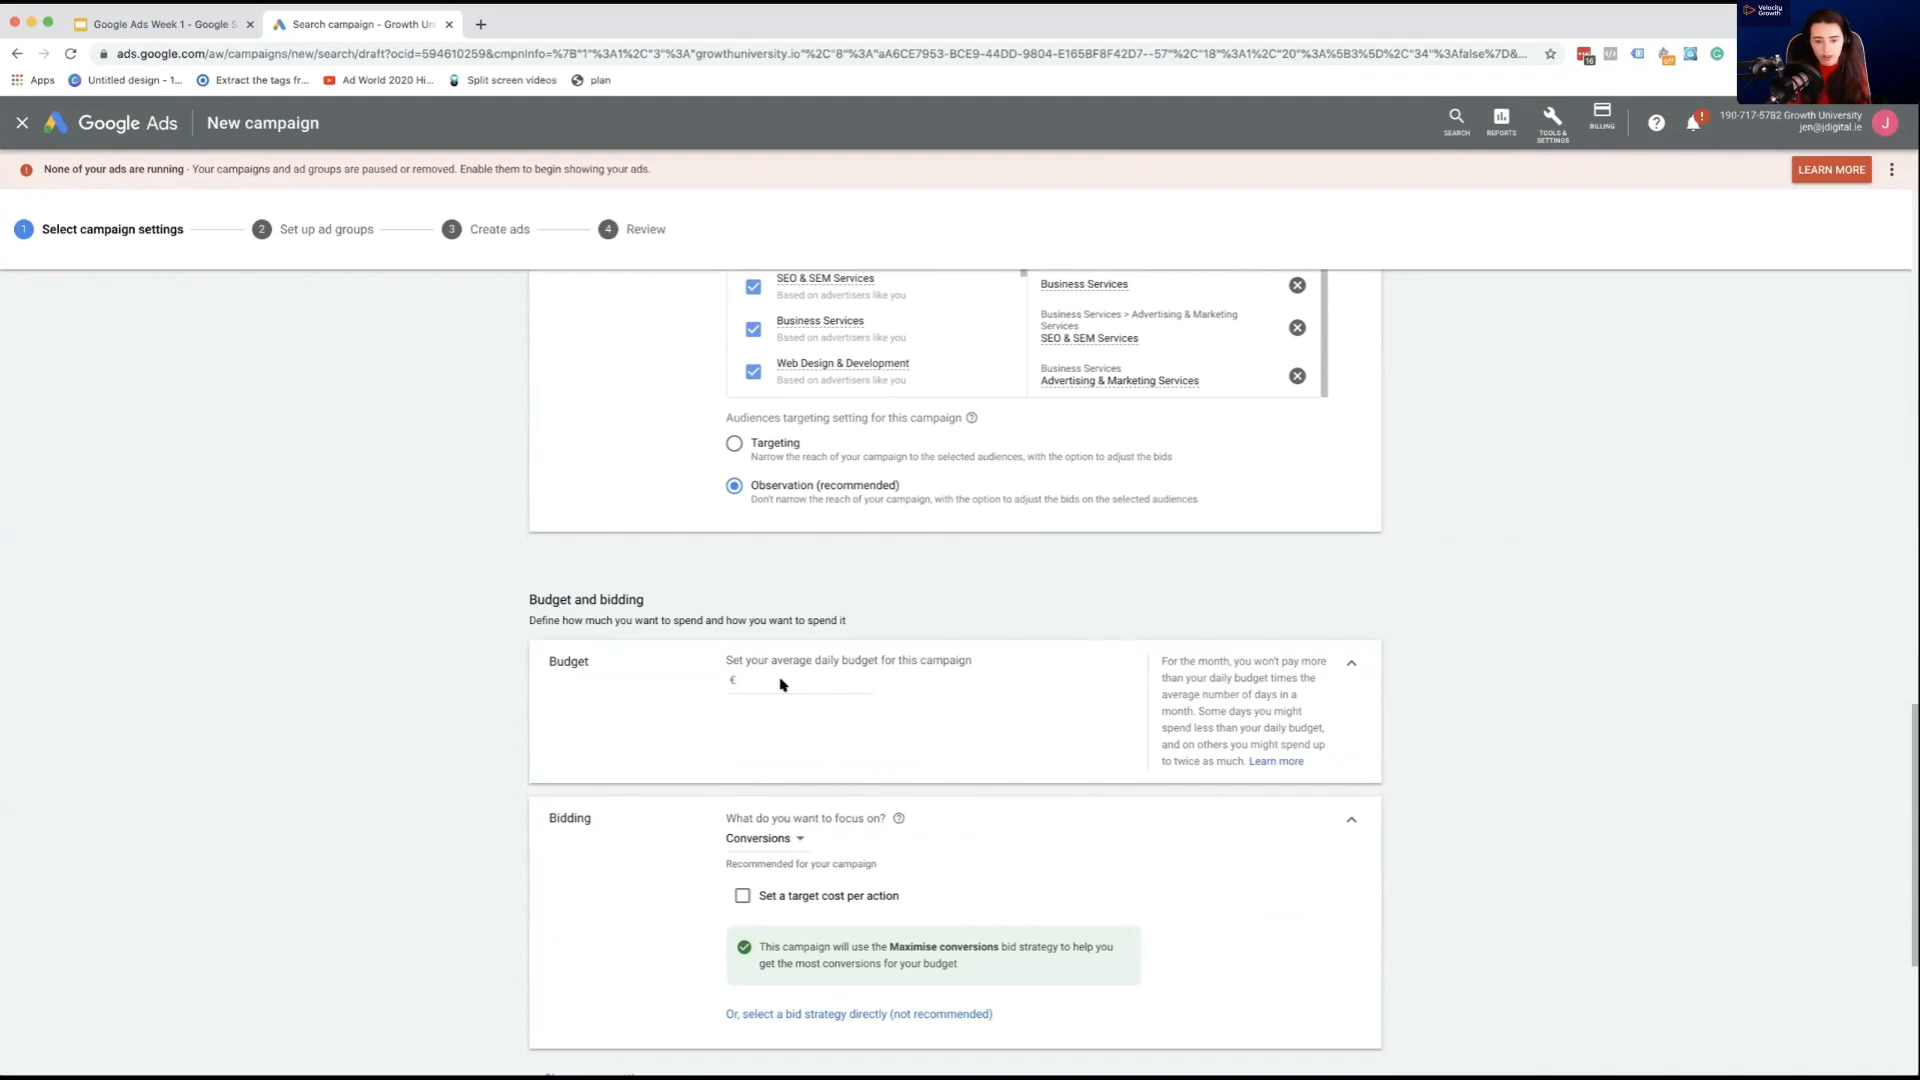 Google Ads Week 1 - Google S
Search campaign - Growth Un
ads.google.com/aw/campaigns/new/search/draft?ocid=594610259&cmpnInfo=%7B"1"%3A1%2C"3"%3A"growthuniversity.io"%2C"8"%3A"aA6CE7953-BCE9-44DD-9804-E165BF8F42D7--57"%2C"18"%3A1%2C"20"%3A%5B3%5D%2C"34"%3Afalse%7D&...
16
off
Velocity
Growth
Apps
Untitled design - 1...
Extract the tags fr...
Ad World 2020 Hi...
Split screen videos
plan
Google Ads
New campaign
SEARCH
REPORTS
TOOLS &
SETTINGS
BILLING
190-717-5782 Growth University
jen@jdigital.ie
J
None of your ads are running - Your campaigns and ad groups are paused or removed. Enable them to begin showing your ads.
LEARN MORE
1 Select campaign settings
2 Set up ad groups
3 Create ads
4 Review
SEO & SEM Services
Based on advertisers like you
Business Services
Based on advertisers like you
Web Design & Development
Based on advertisers like you
Business Services
Business Services > Advertising & Marketing
Services
SEO & SEM Services
Business Services
Advertising & Marketing Services
Audiences targeting setting for this campaign
Targeting
Narrow the reach of your campaign to the selected audiences, with the option to adjust the bids
Observation (recommended)
Don't narrow the reach of your campaign, with the option to adjust the bids on the selected audiences
Budget and bidding
Define how much you want to spend and how you want to spend it
Budget
Set your average daily budget for this campaign
€
For the month, you won't pay more
than your daily budget times the
average number of days in a
month. Some days you might
spend less than your daily budget,
and on others you might spend up
to twice as much. Learn more
Bidding
What do you want to focus on?
Conversions
Recommended for your campaign
Set a target cost per action
This campaign will use the Maximise conversions bid strategy to help you
get the most conversions for your budget
Or, select a bid strategy directly (not recommended)